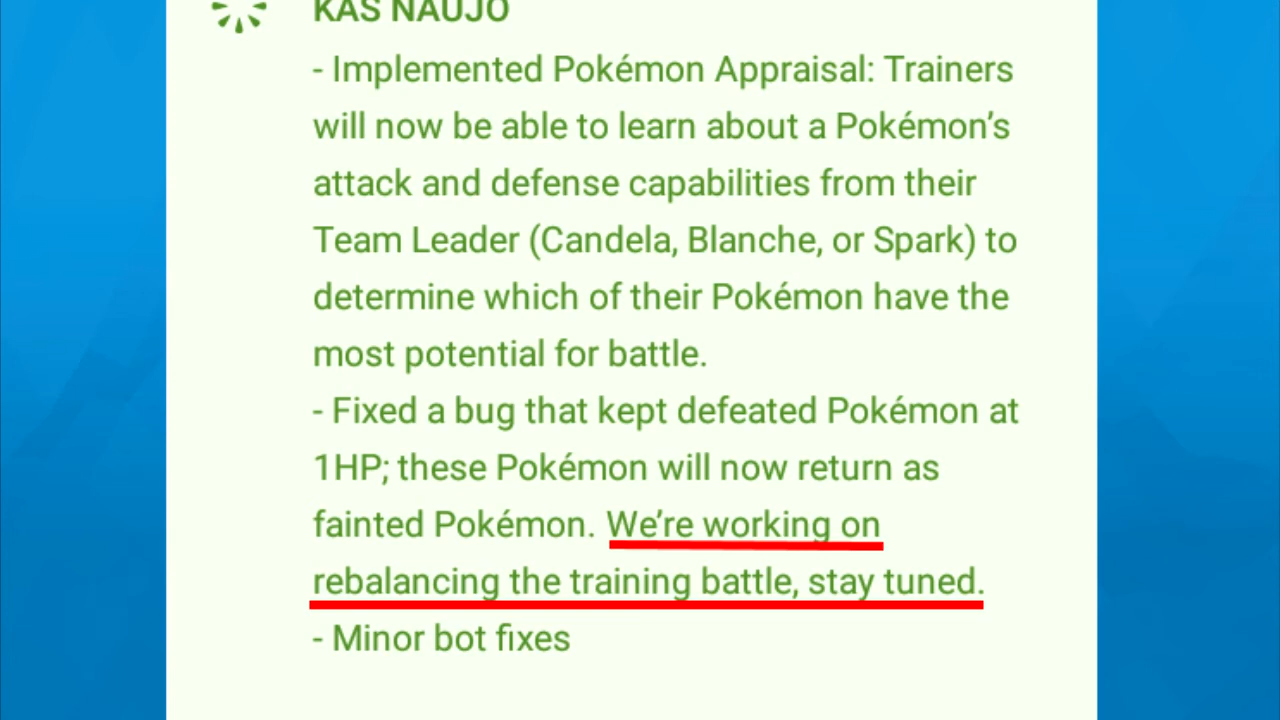 KAS NAUJO
- Implemented Pokémon Appraisal: Trainers
will now be able to learn about a Pokémon’s
attack and defense capabilities from their
Team Leader (Candela, Blanche, or Spark) to
determine which of their Pokémon have the
most potential for battle.
- Fixed a bug that kept defeated Pokémon at
1HP; these Pokémon will now return as
fainted Pokémon. We’re working on
rebalancing the training battle, stay tuned.
- Minor bot fixes